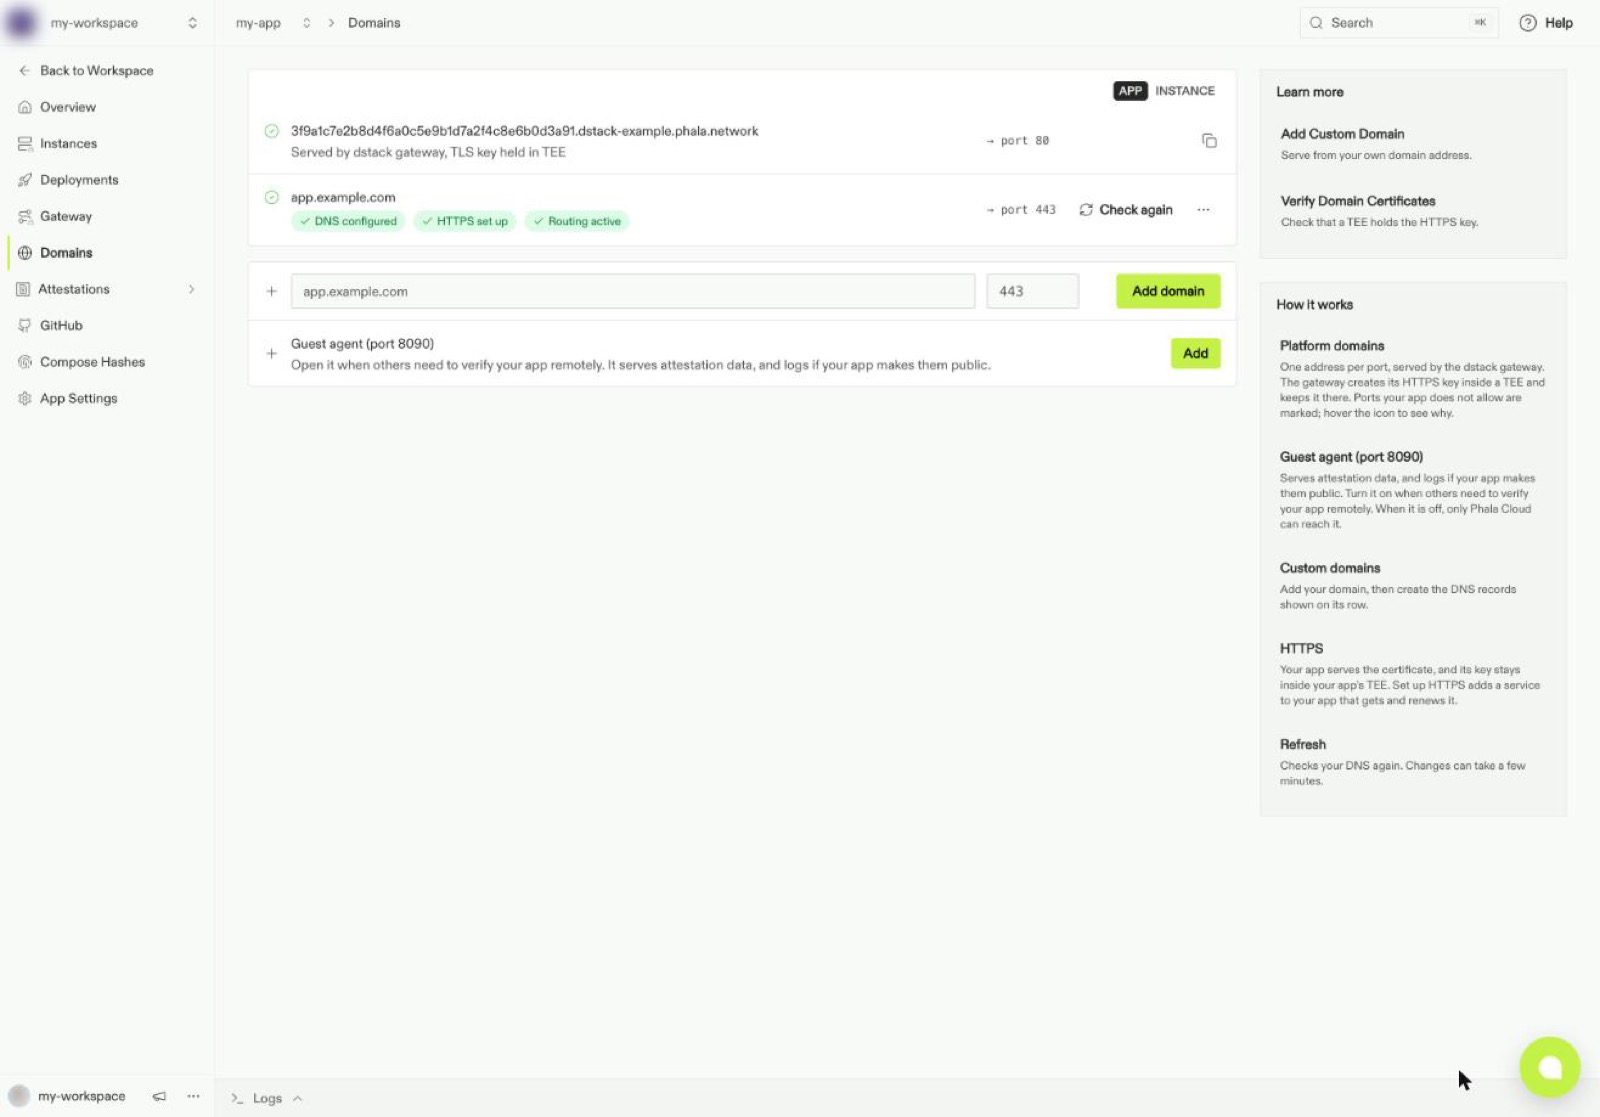 my-workspace
my-app > Domains
Search ⌘K
Help
Back to Workspace
Overview
Instances
Deployments
Gateway
Domains
Attestations
GitHub
Compose Hashes
App Settings
APP INSTANCE
3f9a1c7e2b8d4f6a0c5e9b1d7a2f4c8e6b0d3a91.dstack-example.phala.network
Served by dstack gateway, TLS key held in TEE
→ port 80
app.example.com
DNS configured HTTPS set up Routing active
→ port 443 Check again ...
app.example.com 443 Add domain
Guest agent (port 8090)
Open it when others need to verify your app remotely. It serves attestation data, and logs if your app makes them public.
Add
Learn more
Add Custom Domain
Serve from your own domain address.
Verify Domain Certificates
Check that a TEE holds the HTTPS key.
How it works
Platform domains
One address per port, served by the dstack gateway.
The gateway creates its HTTPS key inside a TEE and
keeps it there. Ports your app does not allow are
marked; hover the icon to see why.
Guest agent (port 8090)
Serves attestation data, and logs if your app makes
them public. Turn it on when others need to verify
your app remotely. When it is off, only Phala Cloud
can reach it.
Custom domains
Add your domain, then create the DNS records
shown on its row.
HTTPS
Your app serves the certificate, and its key stays
inside your app's TEE. Set up HTTPS adds a service
to your app that gets and renews it.
Refresh
Checks your DNS again. Changes can take a few
minutes.
my-workspace ...
>_ Logs